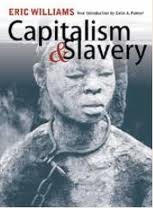 ERIC WILLIAMS New Introduction by Colin A. Palmer
Capitalism
& Slavery